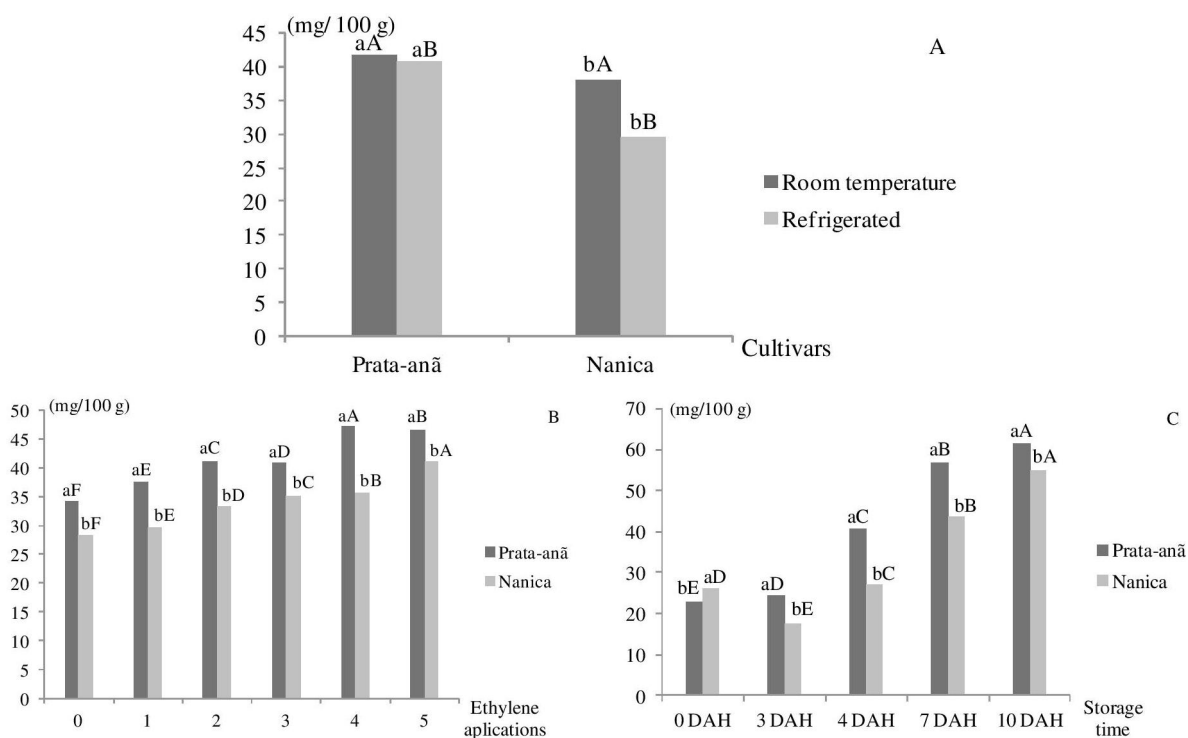 (mg/ 100 g)
A
45
40
35
30
25
20
15
10
5
0
aA
aB
bA
bB
Room temperature
Refrigerated
Prata-anã
Nanica
Cultivars
(mg/100 g)
B
50
45
40
35
30
25
20
15
10
5
0
aF
bF
aE
bE
aC
bD
aD
bC
aA
bB
aB
bA
Prata-anã
Nanica
0
1
2
3
4
5
Ethylene
aplications
(mg/100 g)
C
70
60
50
40
30
20
10
0
bE
aD
aD
bE
aC
bC
aB
bB
aA
bA
Prata-anã
Nanica
0 DAH
3 DAH
4 DAH
7 DAH
10 DAH
Storage
time